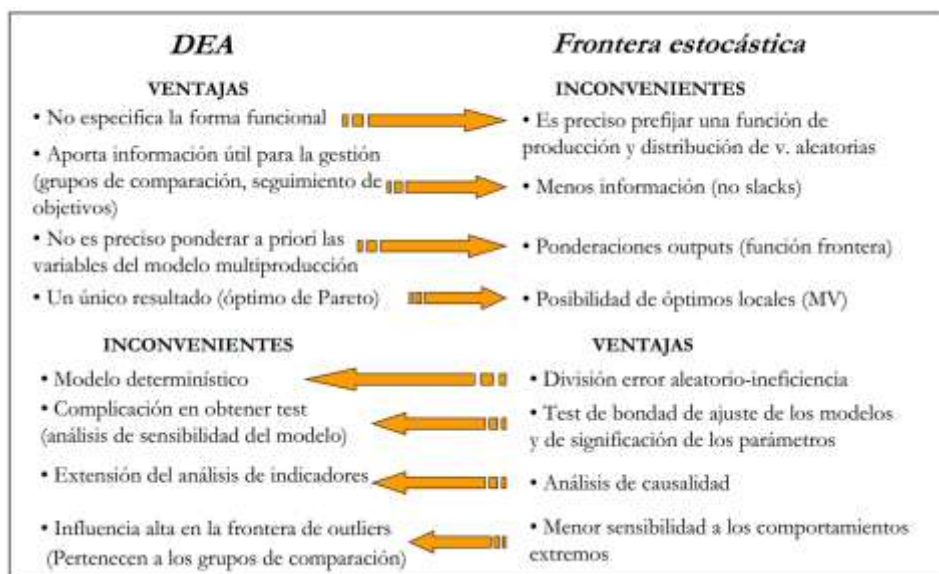 DEA
Frontera estocástica
VENTAJAS
INCONVENIENTES
• No especifica la forma funcional
• Es preciso prefijar una función de
producción y distribución de v. aleatorias
• Aporta información útil para la gestión
(grupos de comparación, seguimiento de
objetivos)
• Menos información (no slacks)
• No es preciso ponderar a priori las
variables del modelo multiproducción
• Ponderaciones outputs (función frontera)
• Un único resultado (óptimo de Pareto)
• Posibilidad de óptimos locales (MV)
INCONVENIENTES
VENTAJAS
• Modelo determinístico
• División error aleatorio-ineficiencia
• Complicación en obtener test
(análisis de sensibilidad del modelo)
• Test de bondad de ajuste de los modelos
y de significación de los parámetros
• Extensión del análisis de indicadores
• Análisis de causalidad
• Influencia alta en la frontera de outliers
(Pertenecen a los grupos de comparación)
• Menor sensibilidad a los comportamientos
extremos